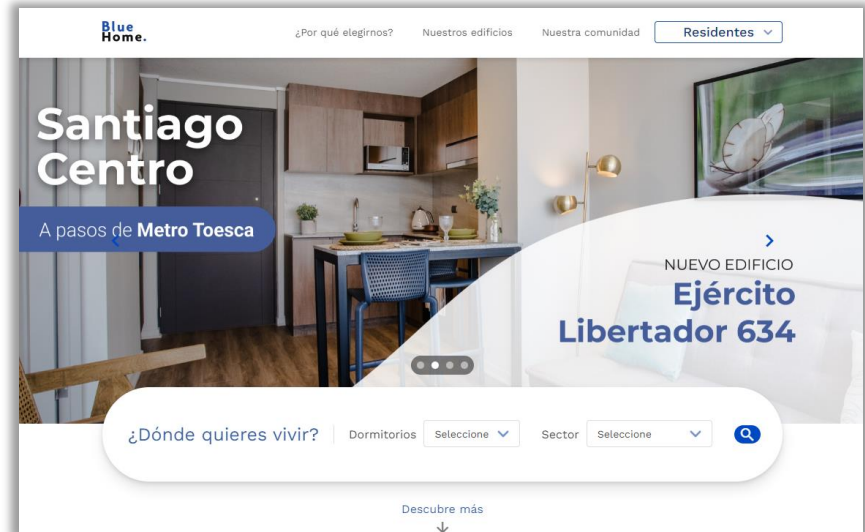 Blue
Home.
¿Por qué elegirnos?
Nuestros edificios
Nuestra comunidad
Residentes
Santiago
Centro
A pasos de Metro Toesca
NUEVO EDIFICIO
Ejército
Libertador 634
¿Dónde quieres vivir?
Dormitorios
Seleccione
Sector
Seleccione
Descubre más